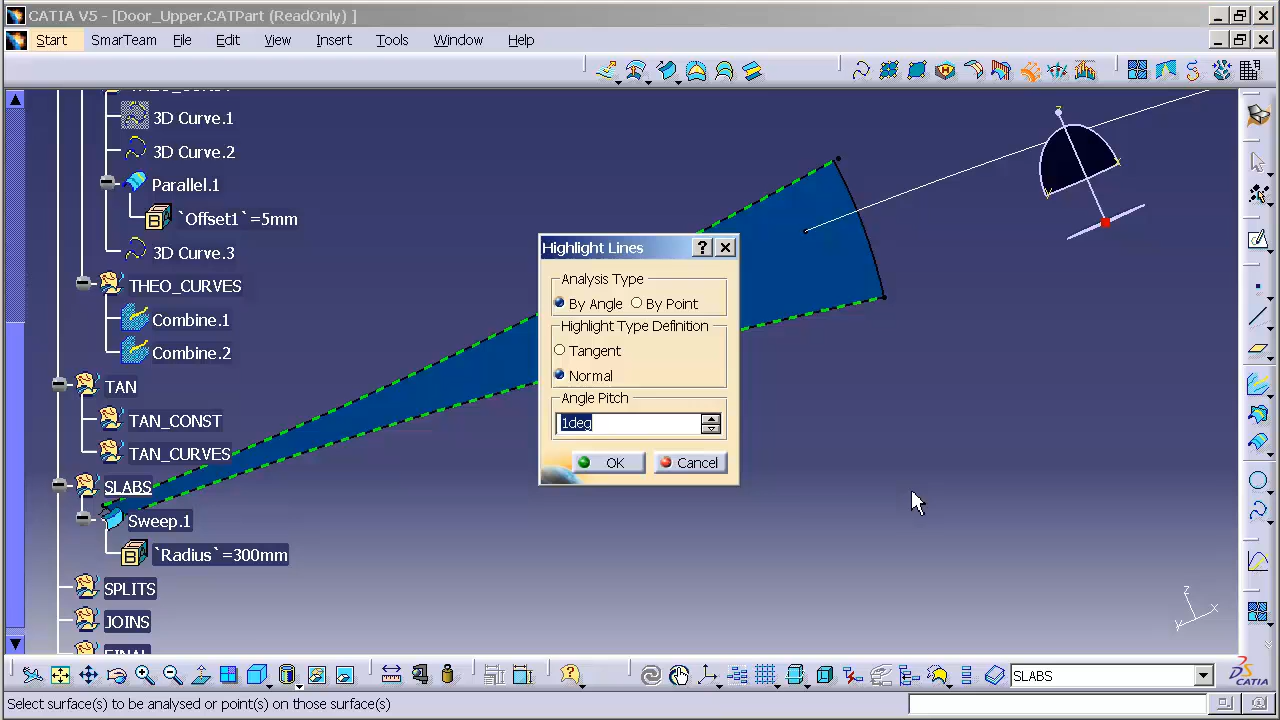 CATIA V5 - [Door_Upper.CATPart (ReadOnly) ]
Start SmarTeam File Edit View Insert Tools Window Help
3D Curve.1
3D Curve.2
Parallel.1
`Offset1`=5mm
3D Curve.3
THEO_CURVES
Combine.1
Combine.2
TAN
TAN_CONST
TAN_CURVES
SLABS
Sweep.1
`Radius`=300mm
SPLITS
JOINS
Highlight Lines
Analysis Type
By Angle By Point
Highlight Type Definition
Tangent
Normal
Angle Pitch
1deg
OK Cancel
z
x
y
SLABS
CATIA
Select surface(s) to be analysed or point(s) on those surface(s)